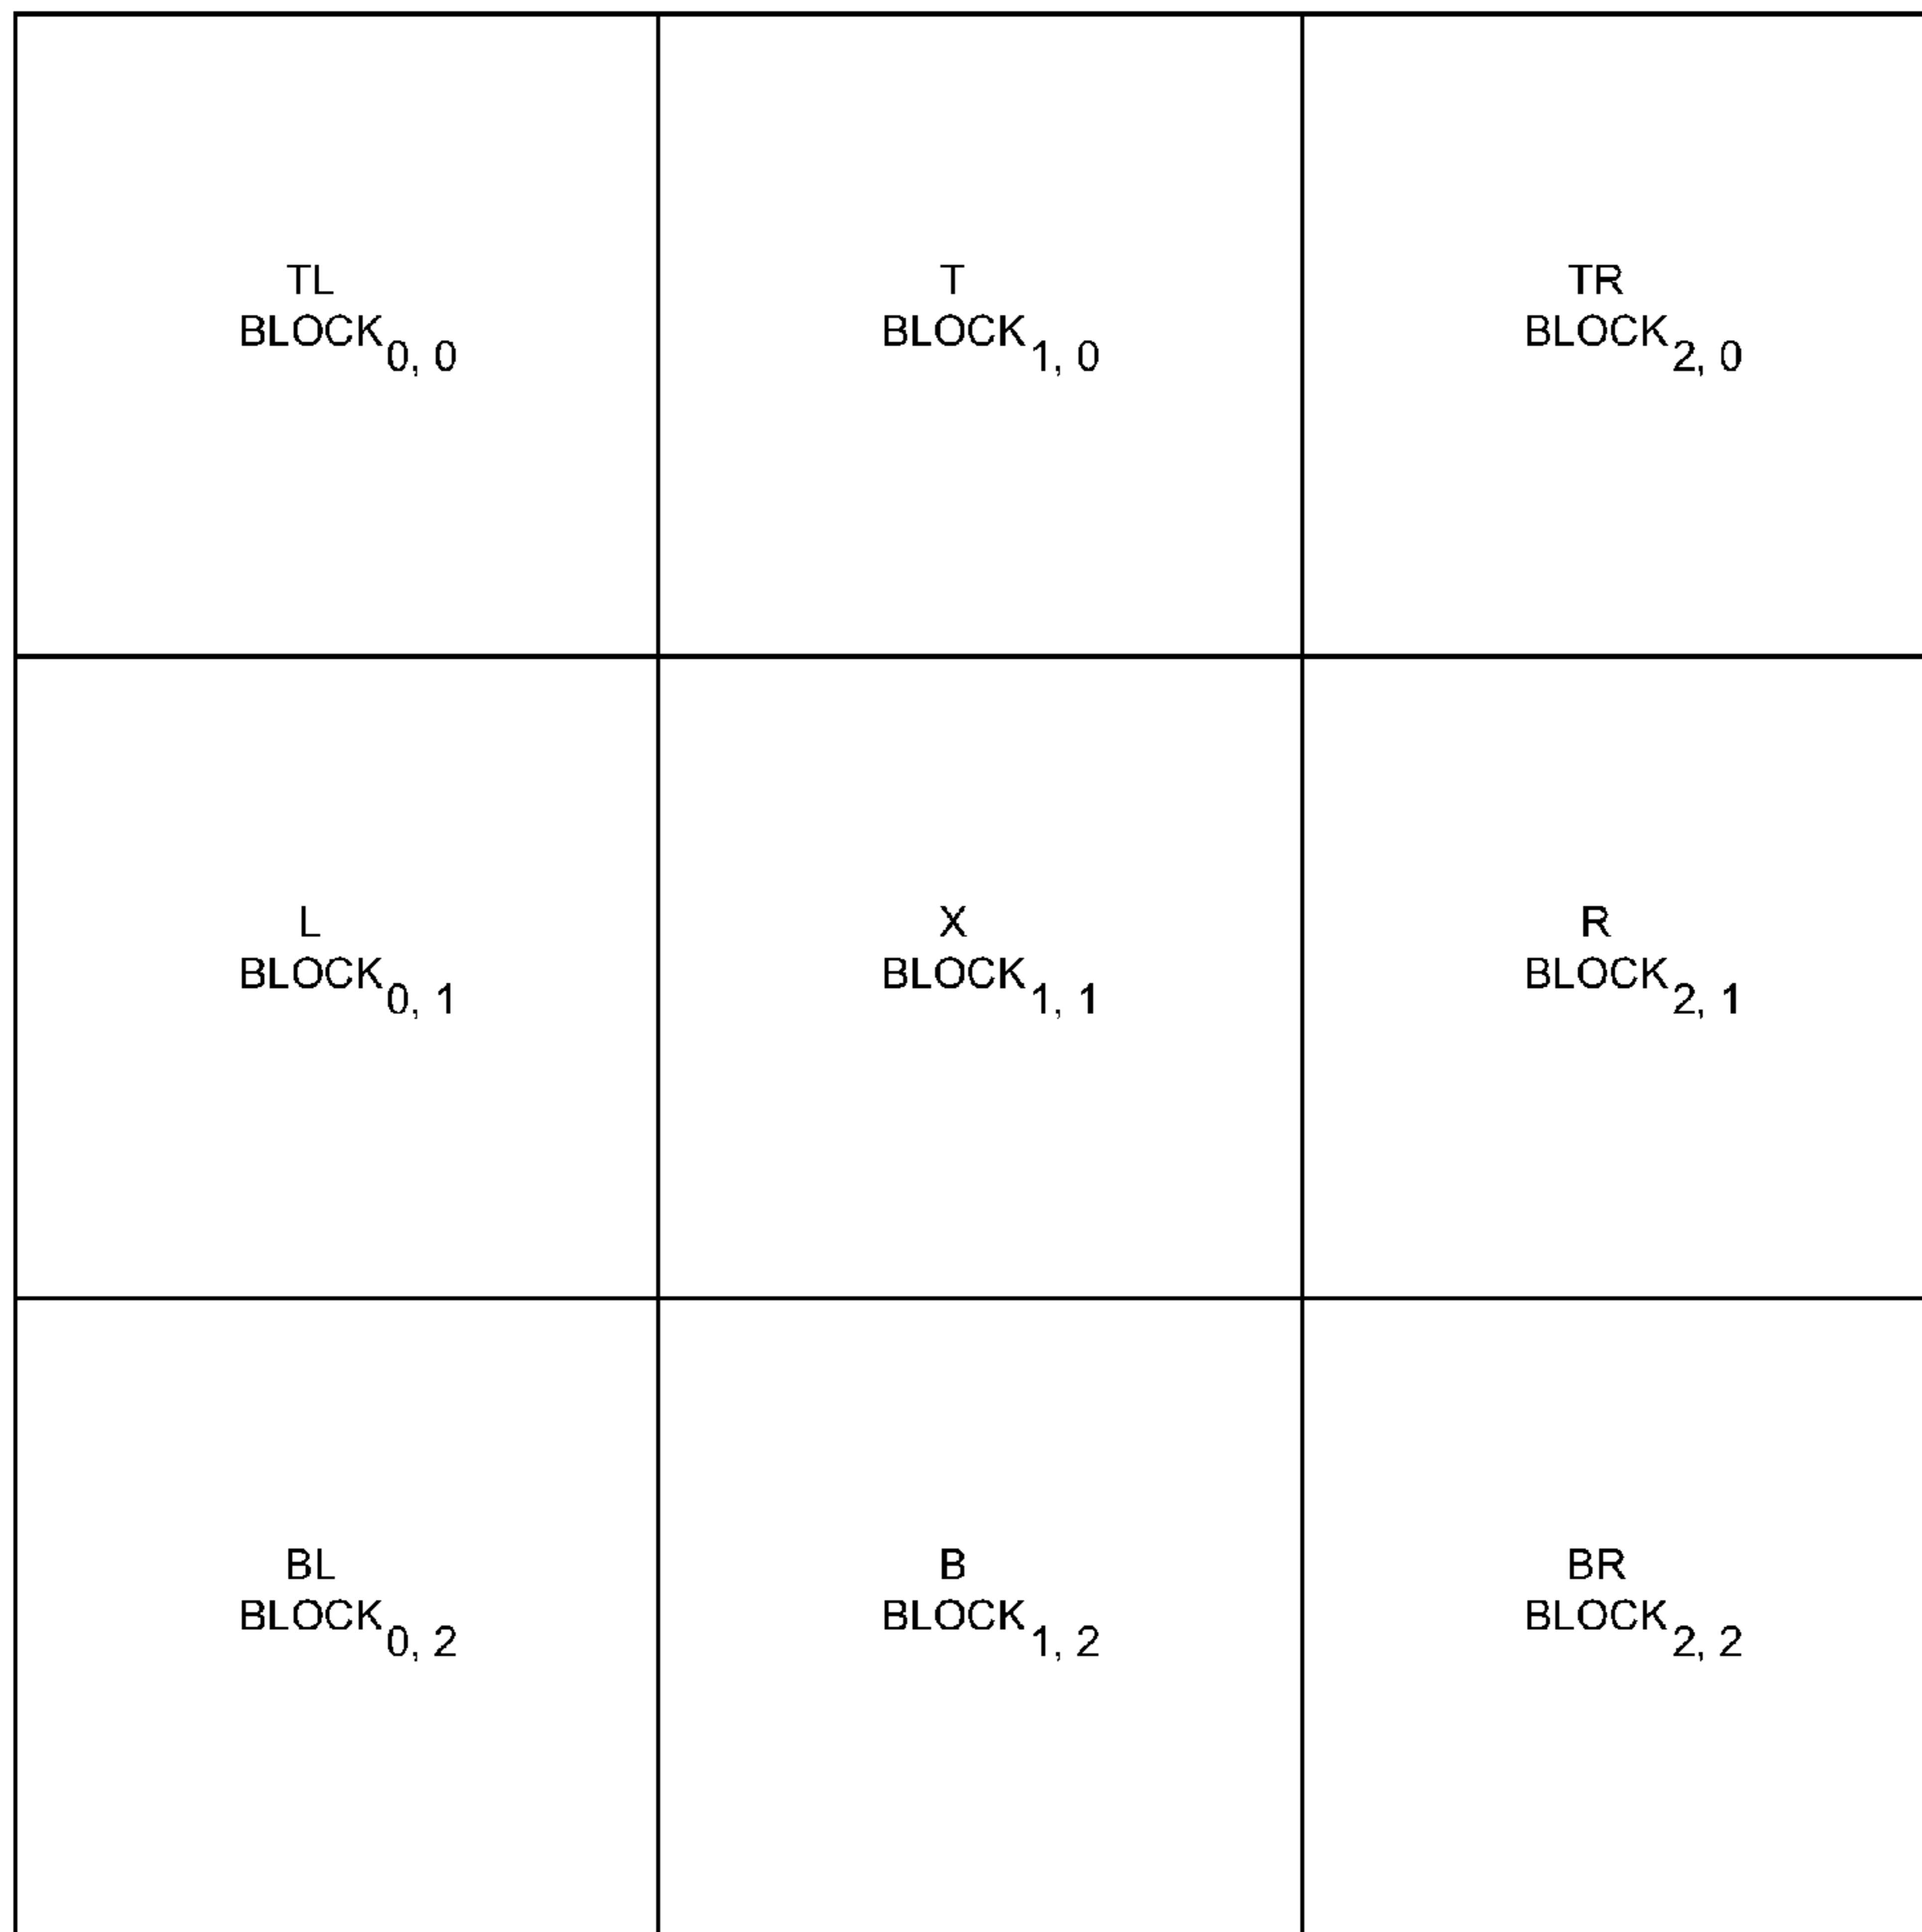 TL
BLOCK0, 0
T
BLOCK1, 0
TR
BLOCK2, 0
L
BLOCK0, 1
X
BLOCK1, 1
R
BLOCK2, 1
BL
BLOCK0, 2
B
BLOCK1, 2
BR
BLOCK2, 2